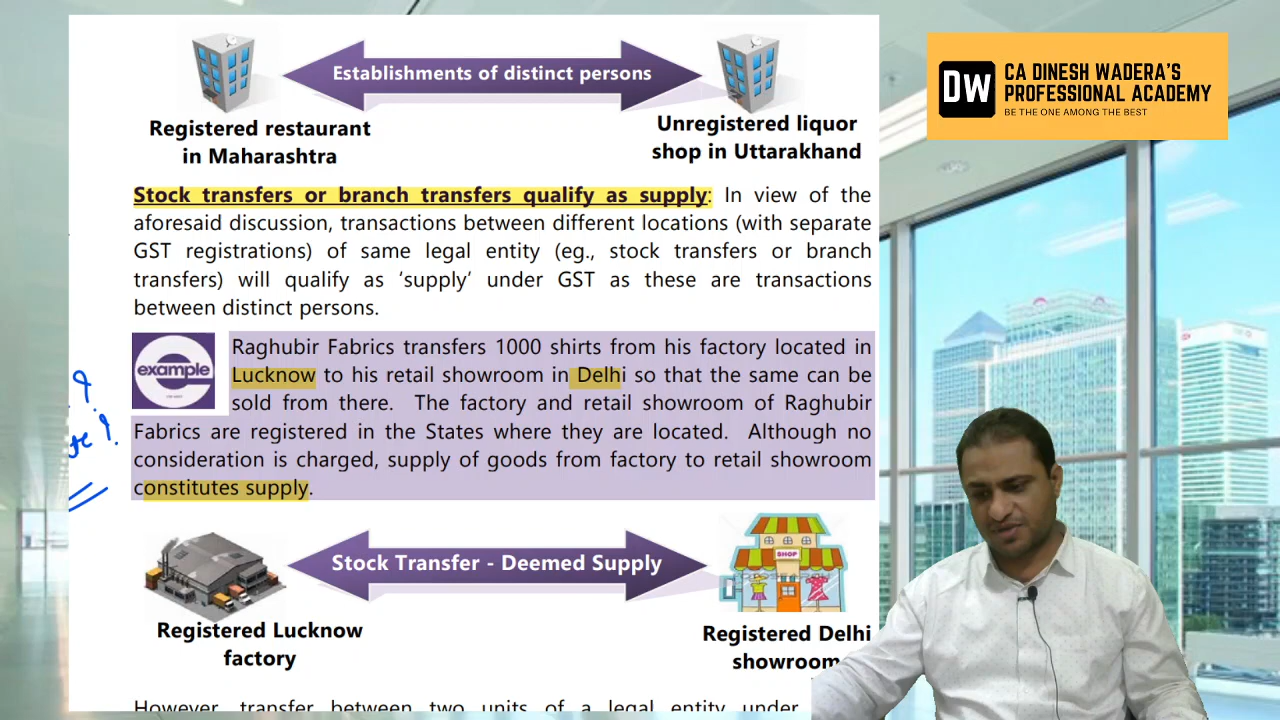 Establishments of distinct persons
Registered restaurant
in Maharashtra
Unregistered liquor
shop in Uttarakhand
DW
CA DINESH WADERA'S
PROFESSIONAL ACADEMY
BE THE ONE AMONG THE BEST
Stock transfers or branch transfers qualify as supply: In view of the
aforesaid discussion, transactions between different locations (with separate
GST registrations) of same legal entity (eg., stock transfers or branch
transfers) will qualify as ‘supply’ under GST as these are transactions
between distinct persons.
example
Raghubir Fabrics transfers 1000 shirts from his factory located in
Lucknow to his retail showroom in Delhi so that the same can be
sold from there. The factory and retail showroom of Raghubir
Fabrics are registered in the States where they are located. Although no
consideration is charged, supply of goods from factory to retail showroom
constitutes supply.
Stock Transfer - Deemed Supply
SHOP
Registered Lucknow
factory
Registered Delhi
showroom
However, transfer between two units of a legal entity under